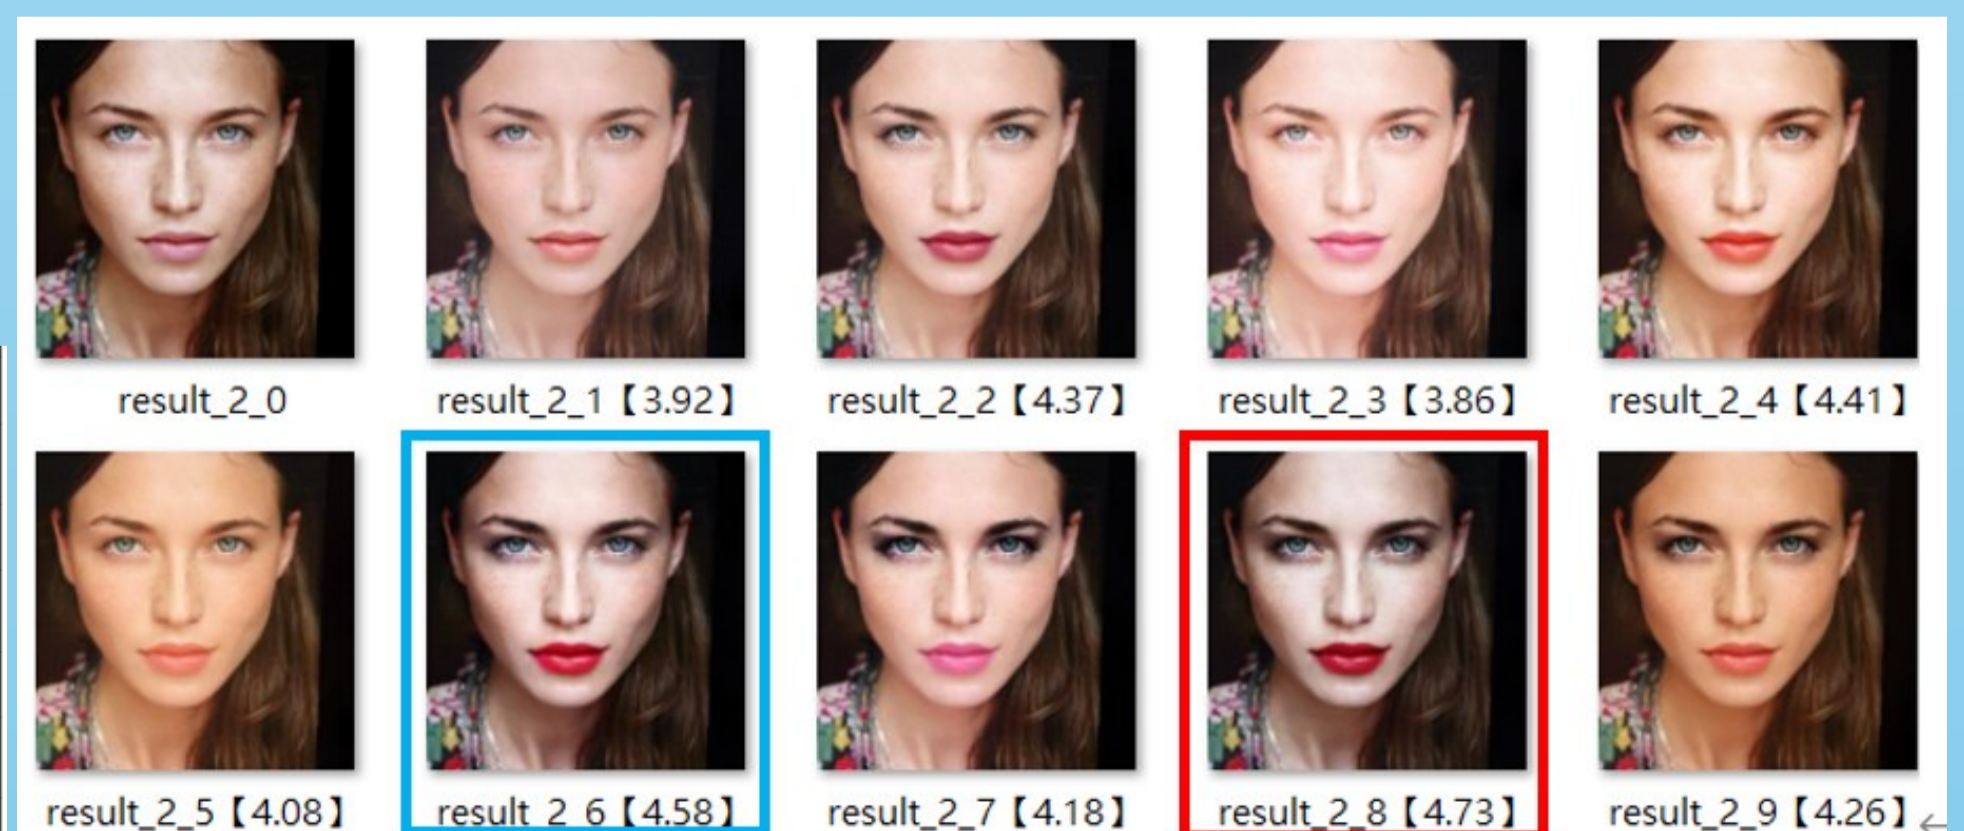 result_2_0
result_2_1【3.92】
result_2_2【4.37】
result_2_3【3.86】
result_2_4【4.41】
result_2_5【4.08】
result_2_6【4.58】
result_2_7【4.18】
result_2_8【4.73】
result_2_9【4.26】